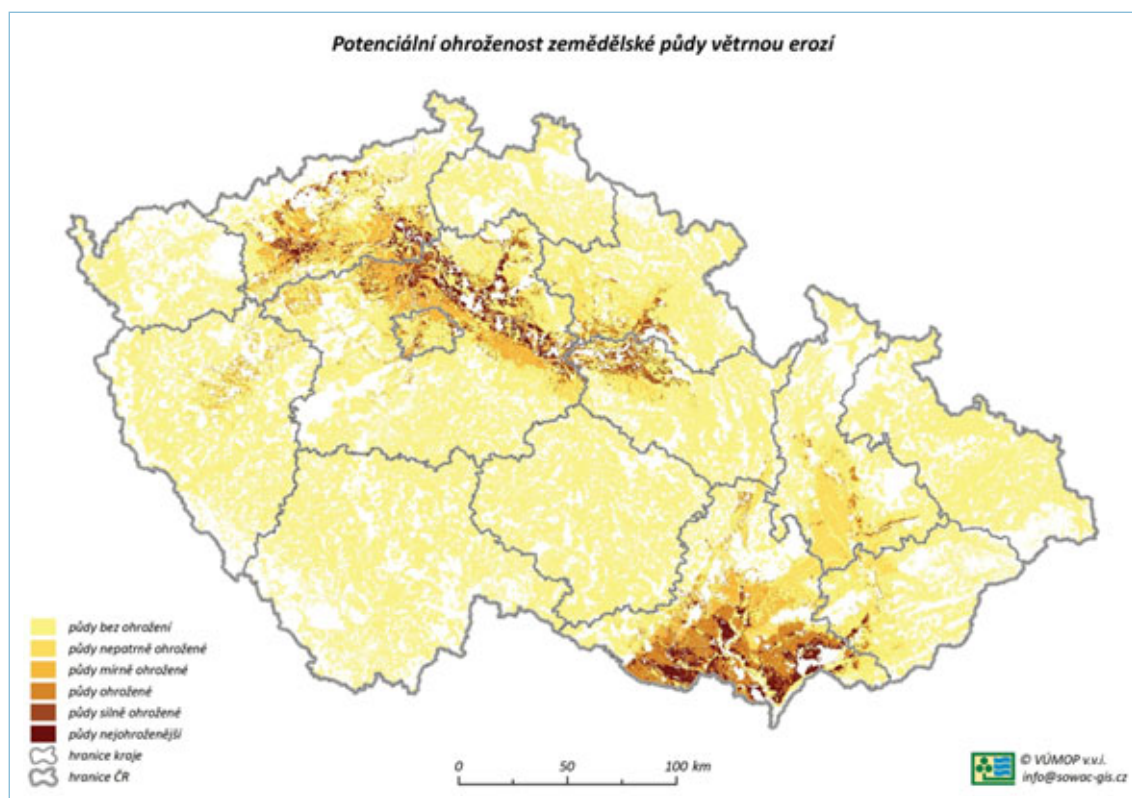 Potenciální ohroženost zemědělské půdy větrnou erozí
půdy bez ohrožení
půdy nepatrně ohrožené
půdy mírně ohrožené
půdy ohrožené
půdy silně ohrožené
půdy nejohroženější
hranice kraje
hranice ČR
0 50 100 km
© VÚMOP v.v.i.
info@sowac-gis.cz